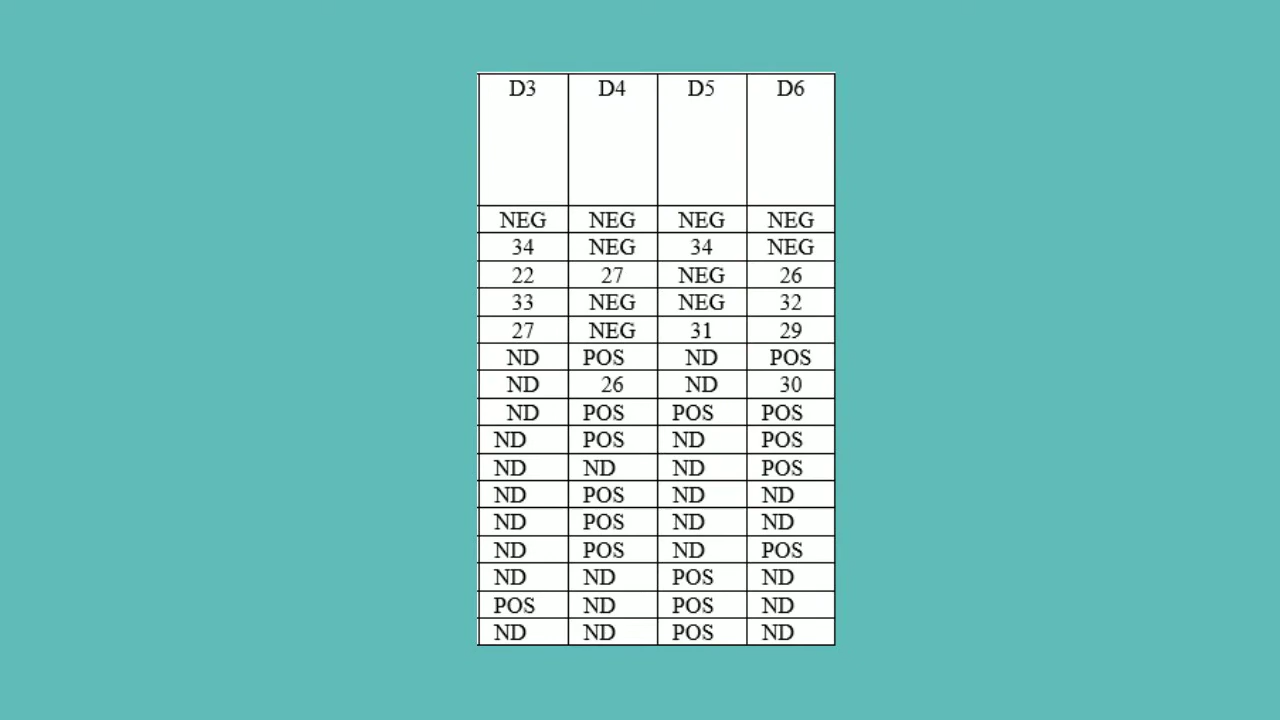 D3 D4 D5 D6
NEG NEG NEG NEG
34 NEG 34 NEG
22 27 NEG 26
33 NEG NEG 32
27 NEG 31 29
ND POS ND POS
ND 26 ND 30
ND POS POS POS
ND POS ND POS
ND ND ND POS
ND POS ND ND
ND POS ND ND
ND POS ND POS
ND ND POS ND
POS ND POS ND
ND ND POS ND